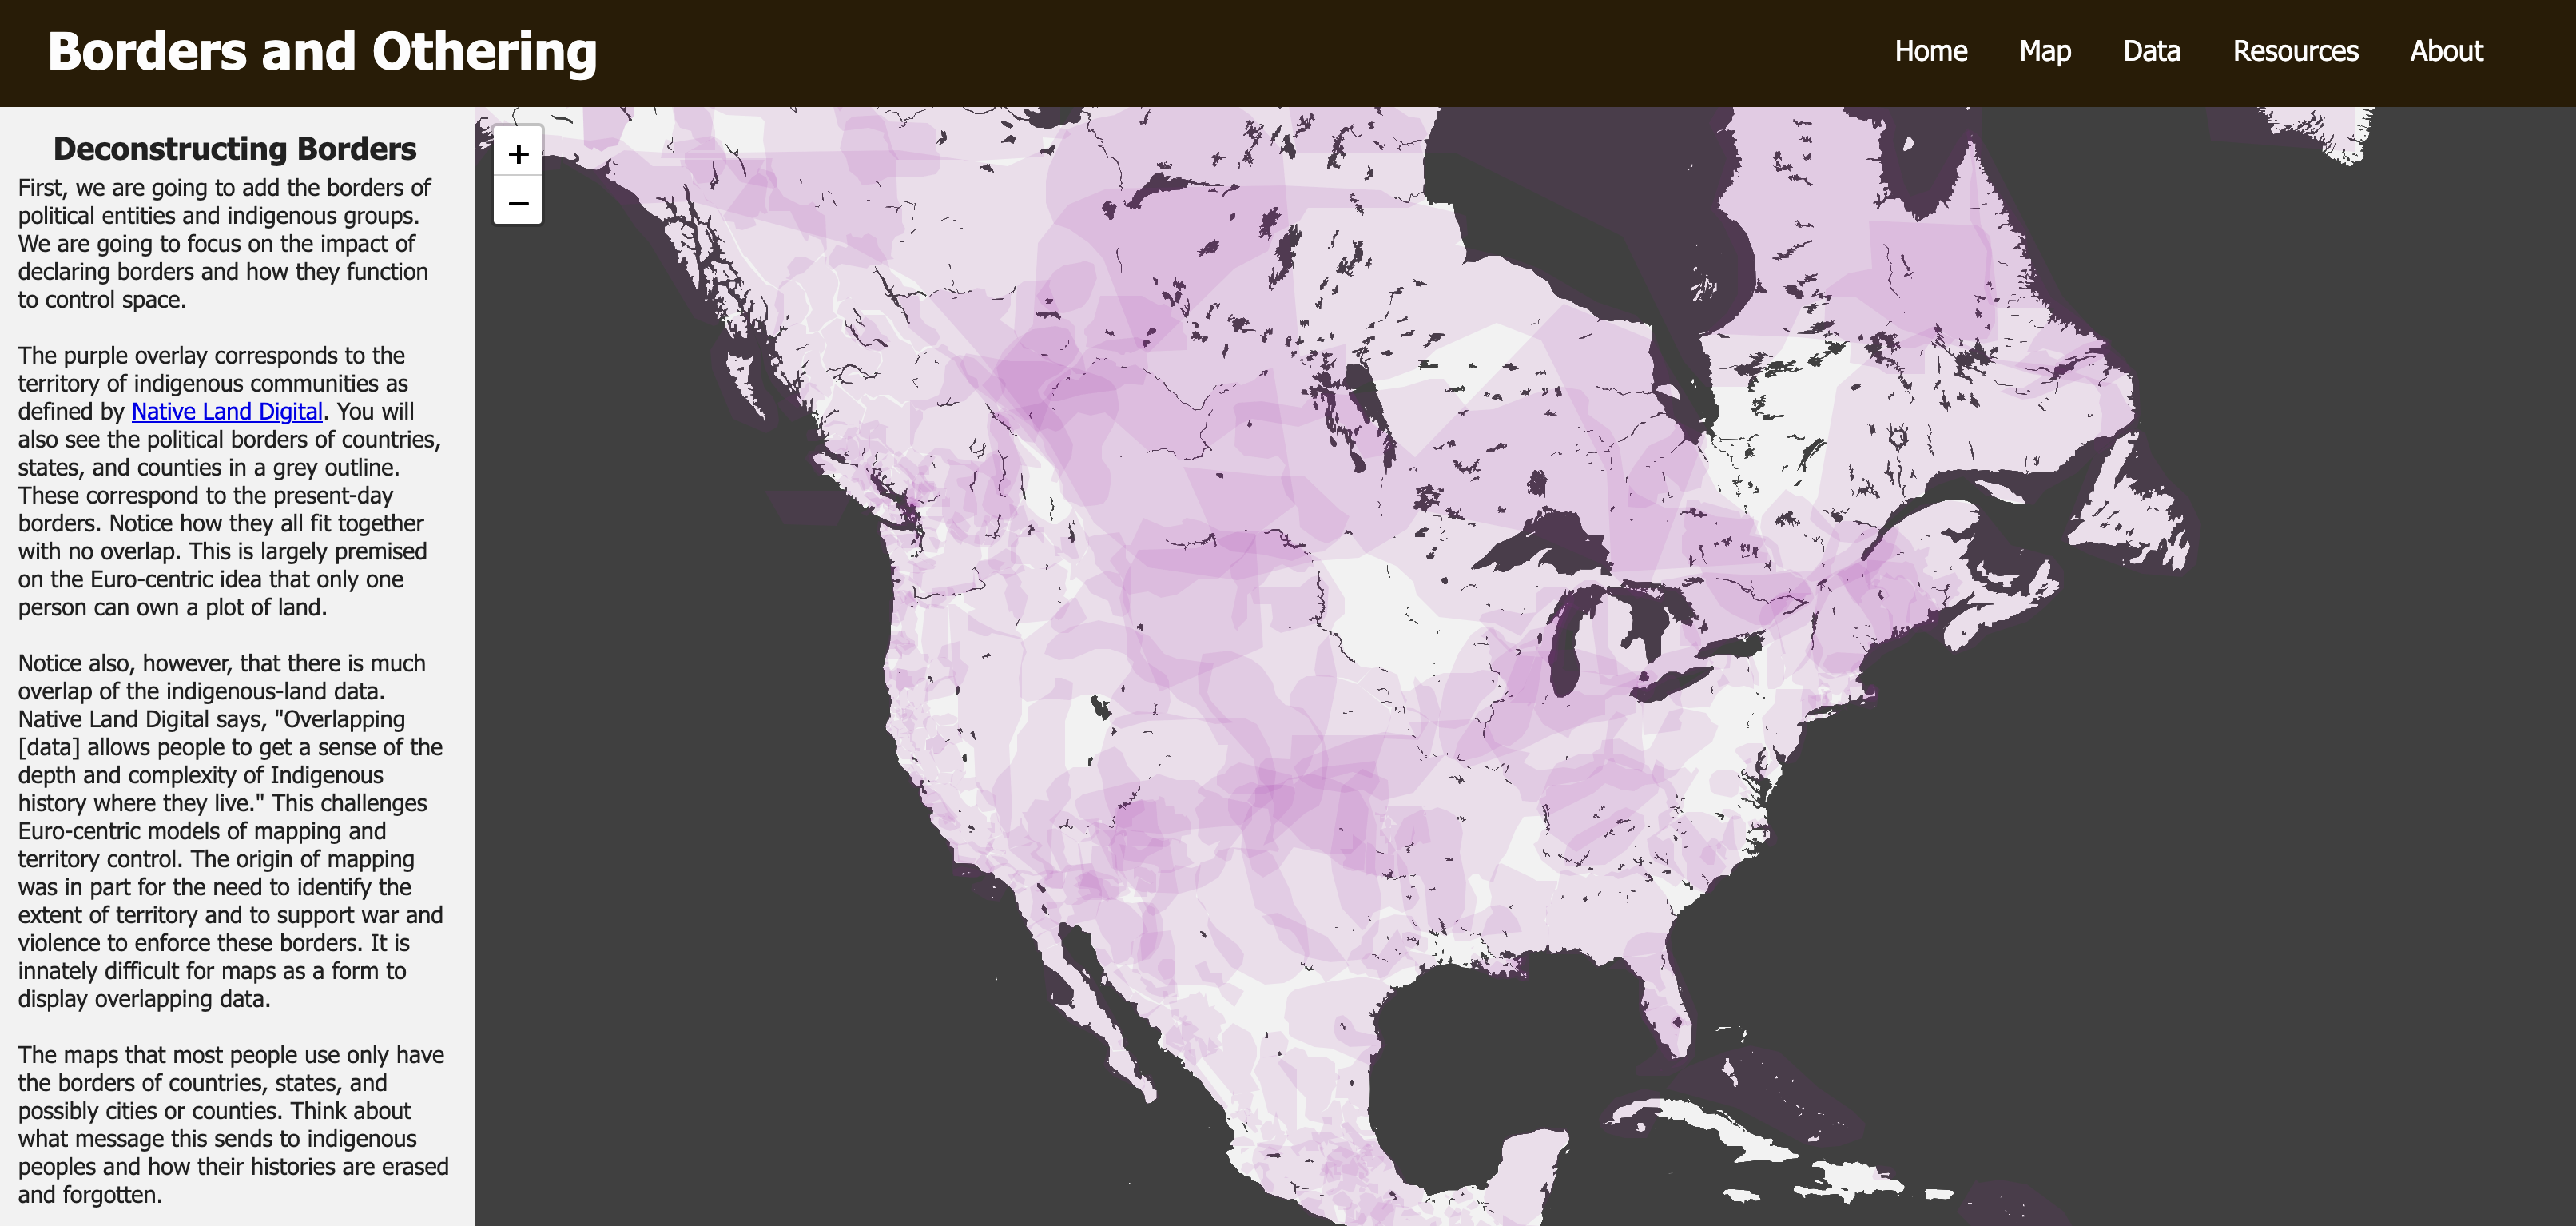 Borders and Othering
Home Map Data Resources About
Deconstructing Borders
First, we are going to add the borders of
political entities and indigenous groups.
We are going to focus on the impact of
declaring borders and how they function
to control space.
The purple overlay corresponds to the
territory of indigenous communities as
defined by Native Land Digital. You will
also see the political borders of countries,
states, and counties in a grey outline.
These correspond to the present-day
borders. Notice how they all fit together
with no overlap. This is largely premised
on the Euro-centric idea that only one
person can own a plot of land.
Notice also, however, that there is much
overlap of the indigenous-land data.
Native Land Digital says, "Overlapping
[data] allows people to get a sense of the
depth and complexity of Indigenous
history where they live." This challenges
Euro-centric models of mapping and
territory control. The origin of mapping
was in part for the need to identify the
extent of territory and to support war and
violence to enforce these borders. It is
innately difficult for maps as a form to
display overlapping data.
The maps that most people use only have
the borders of countries, states, and
possibly cities or counties. Think about
what message this sends to indigenous
peoples and how their histories are erased
and forgotten.
+
−